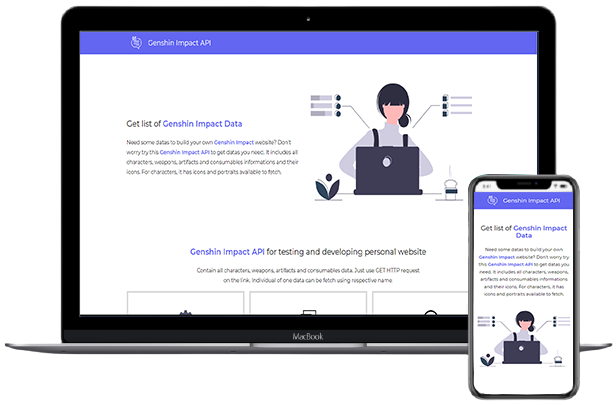 Genshin Impact API
Get list of Genshin Impact Data
Need some datas to build your own Genshin Impact website? Don't
worry try this Genshin Impact API to get datas you need. It includes all
characters, weapons, artifacts and consumables informations and their
icons. For characters, it has icons and portraits available to fetch.
Genshin Impact API for testing and developing personal website
Contain all characters, weapons, artifacts and consumables data. Just use GET HTTP request
on the link. Individual of one data can be fetch using respective name.
MacBook
Genshin Impact API
Get list of Genshin Impact
Data
Need some datas to build your own
Genshin Impact website? Don't worry try
this Genshin Impact API to get datas you
need. It includes all characters, weapons,
artifacts and consumables
informations and their icons. For characters, it has
icons and portraits available to fetch.